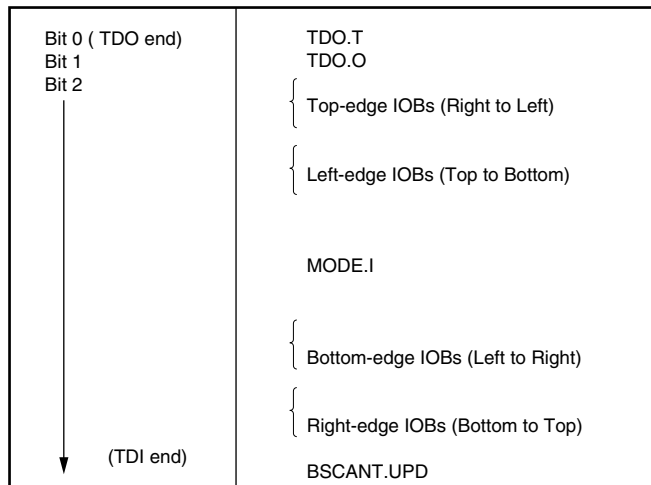 Bit 0 ( TDO end) TDO.T
Bit 1 TDO.O
Bit 2
Top-edge IOBs (Right to Left)
Left-edge IOBs (Top to Bottom)
MODE.I
Bottom-edge IOBs (Left to Right)
Right-edge IOBs (Bottom to Top)
(TDI end)
BSCANT.UPD